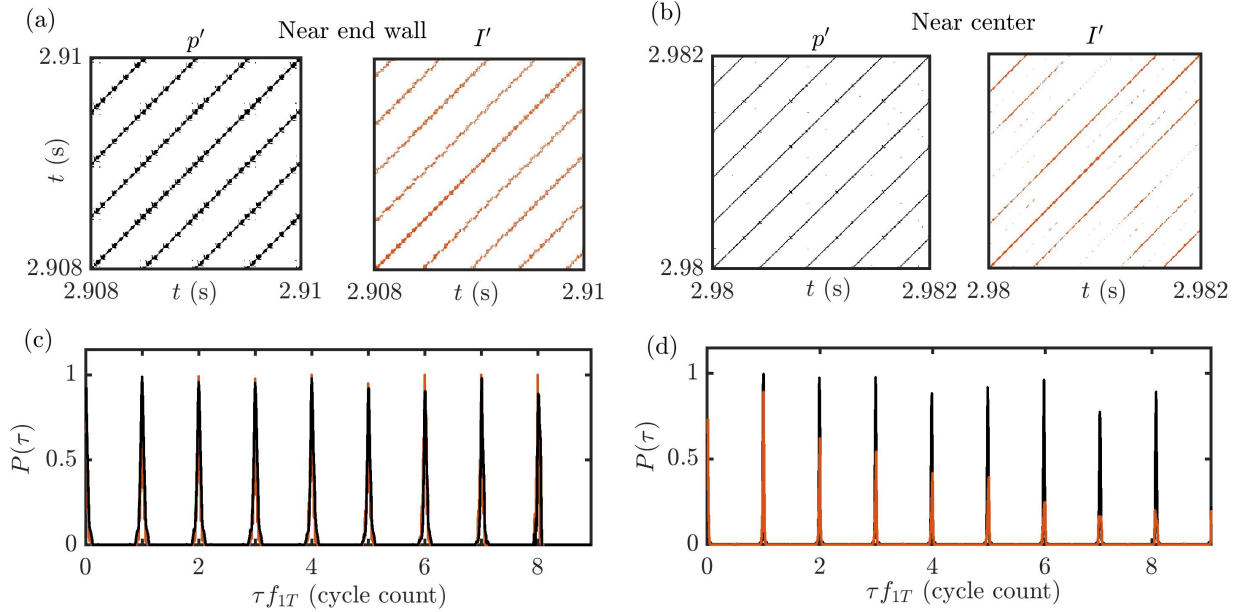 (a)
Near end wall
p′
I′
2.91
t (s)
2.908
2.908
t (s)
2.91
2.908
t (s)
2.91
(b)
Near center
p′
I′
2.982
2.98
2.98
t (s)
2.982
2.98
t (s)
2.982
(c)
1
0.5
0
P(τ)
0 2 4 6 8
τf₁T (cycle count)
(d)
1
0.5
0
P(τ)
0 2 4 6 8
τf₁T (cycle count)